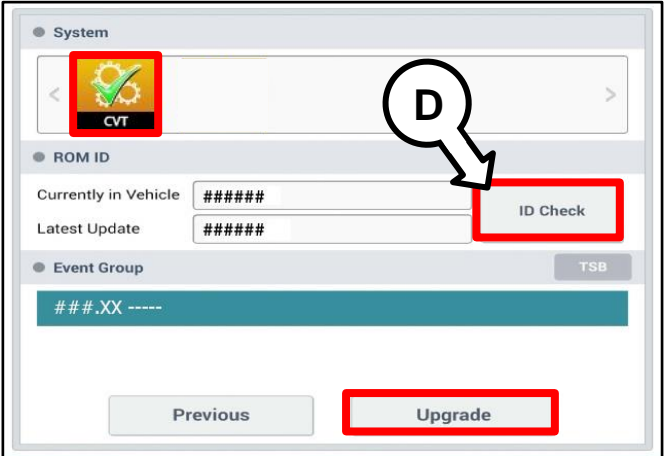 System
CVT
D
ROM ID
Currently in Vehicle ######
ID Check
Latest Update ######
Event Group
TSB
###.XX -----
Previous
Upgrade